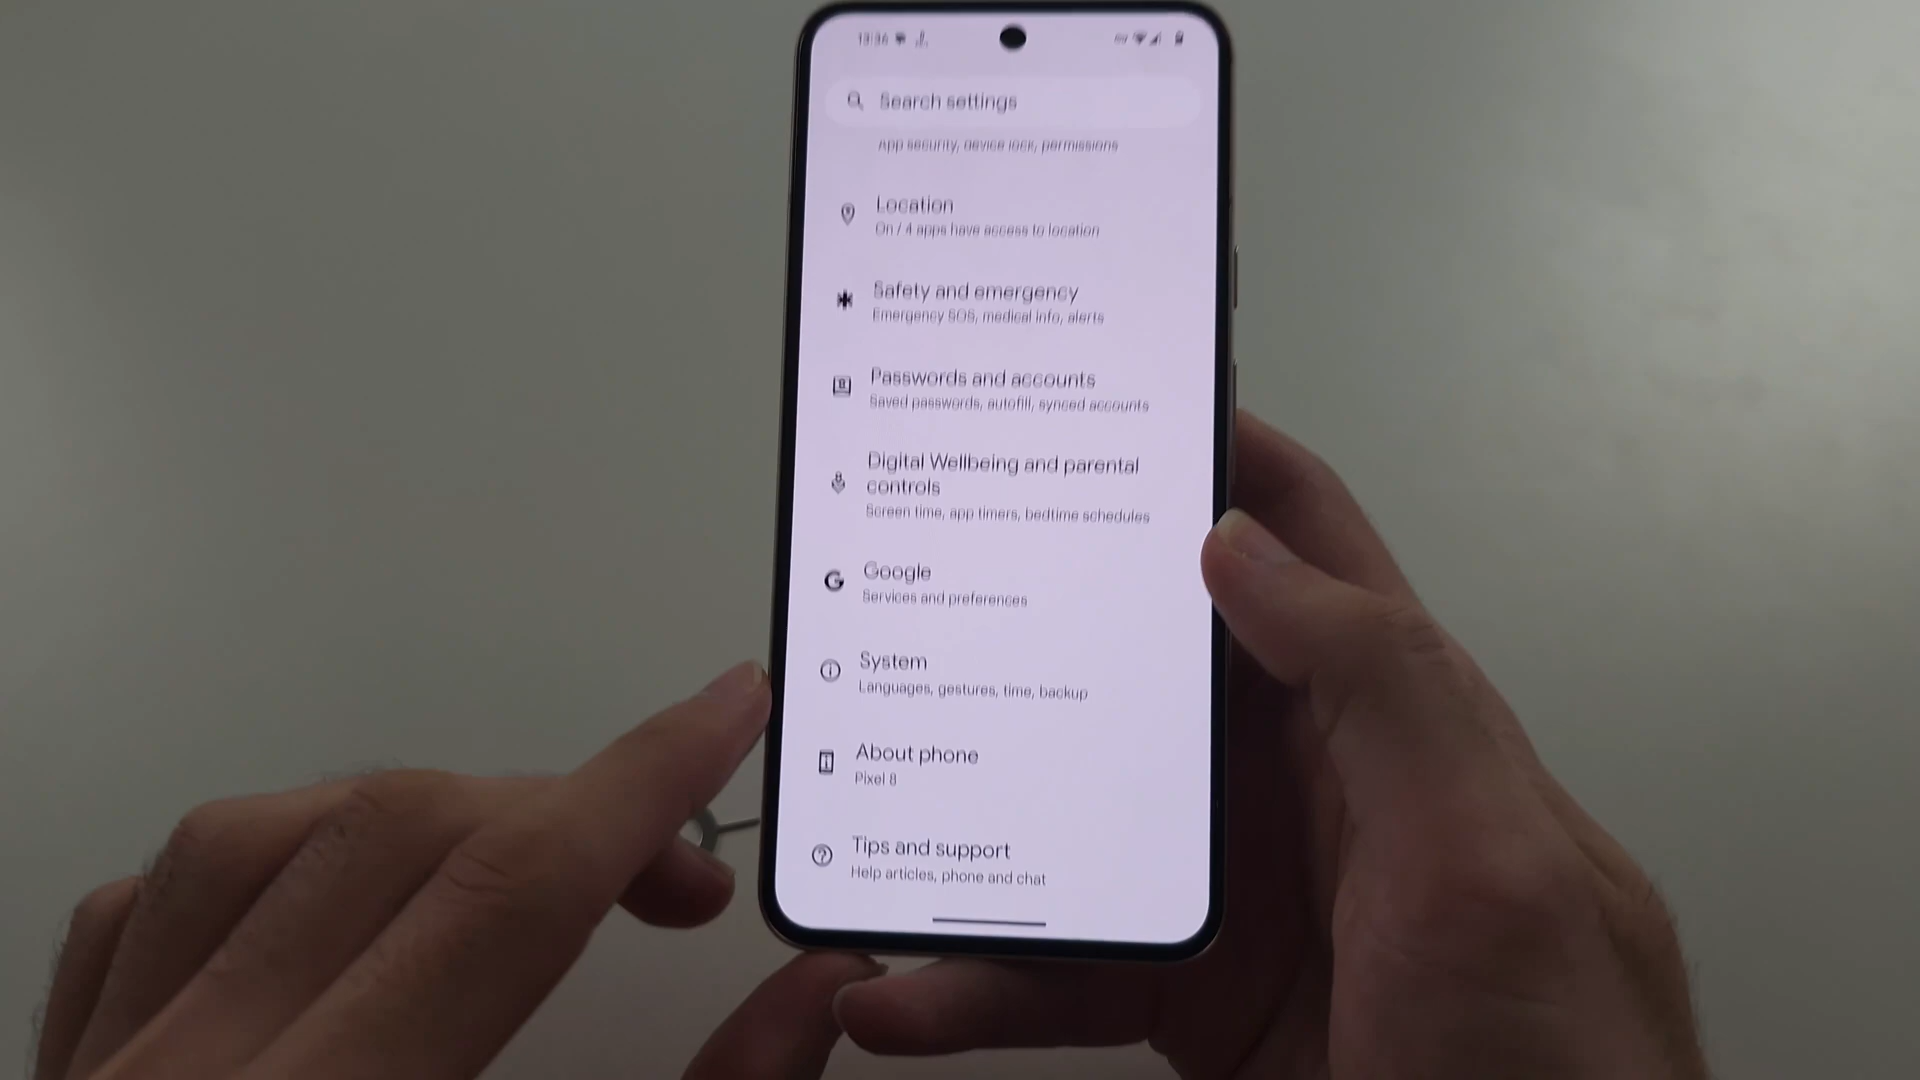 13:36
Search settings
App security, device lock, permissions
Location
On / 4 apps have access to location
Safety and emergency
Emergency SOS, medical info, alerts
Passwords and accounts
Saved passwords, autofill, synced accounts
Digital Wellbeing and parental
controls
Screen time, app timers, bedtime schedules
Google
Services and preferences
System
Languages, gestures, time, backup
About phone
Pixel 8
Tips and support
Help articles, phone and chat